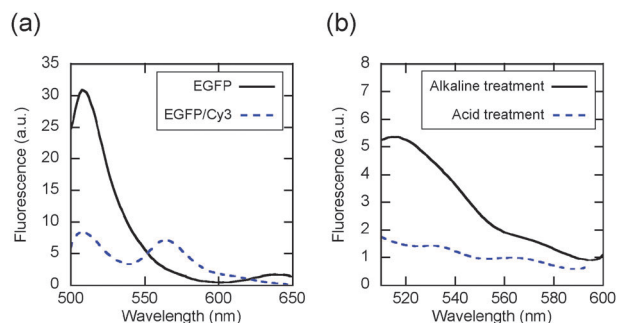 (a)
(b)
35
30
25
20
15
10
5
0
Fluorescence (a.u.)
EGFP
EGFP/Cy3
500
550
600
650
Wavelength (nm)
8
7
6
5
4
3
2
1
0
Fluorescence (a.u.)
Alkaline treatment
Acid treatment
520
540
560
580
600
Wavelength (nm)